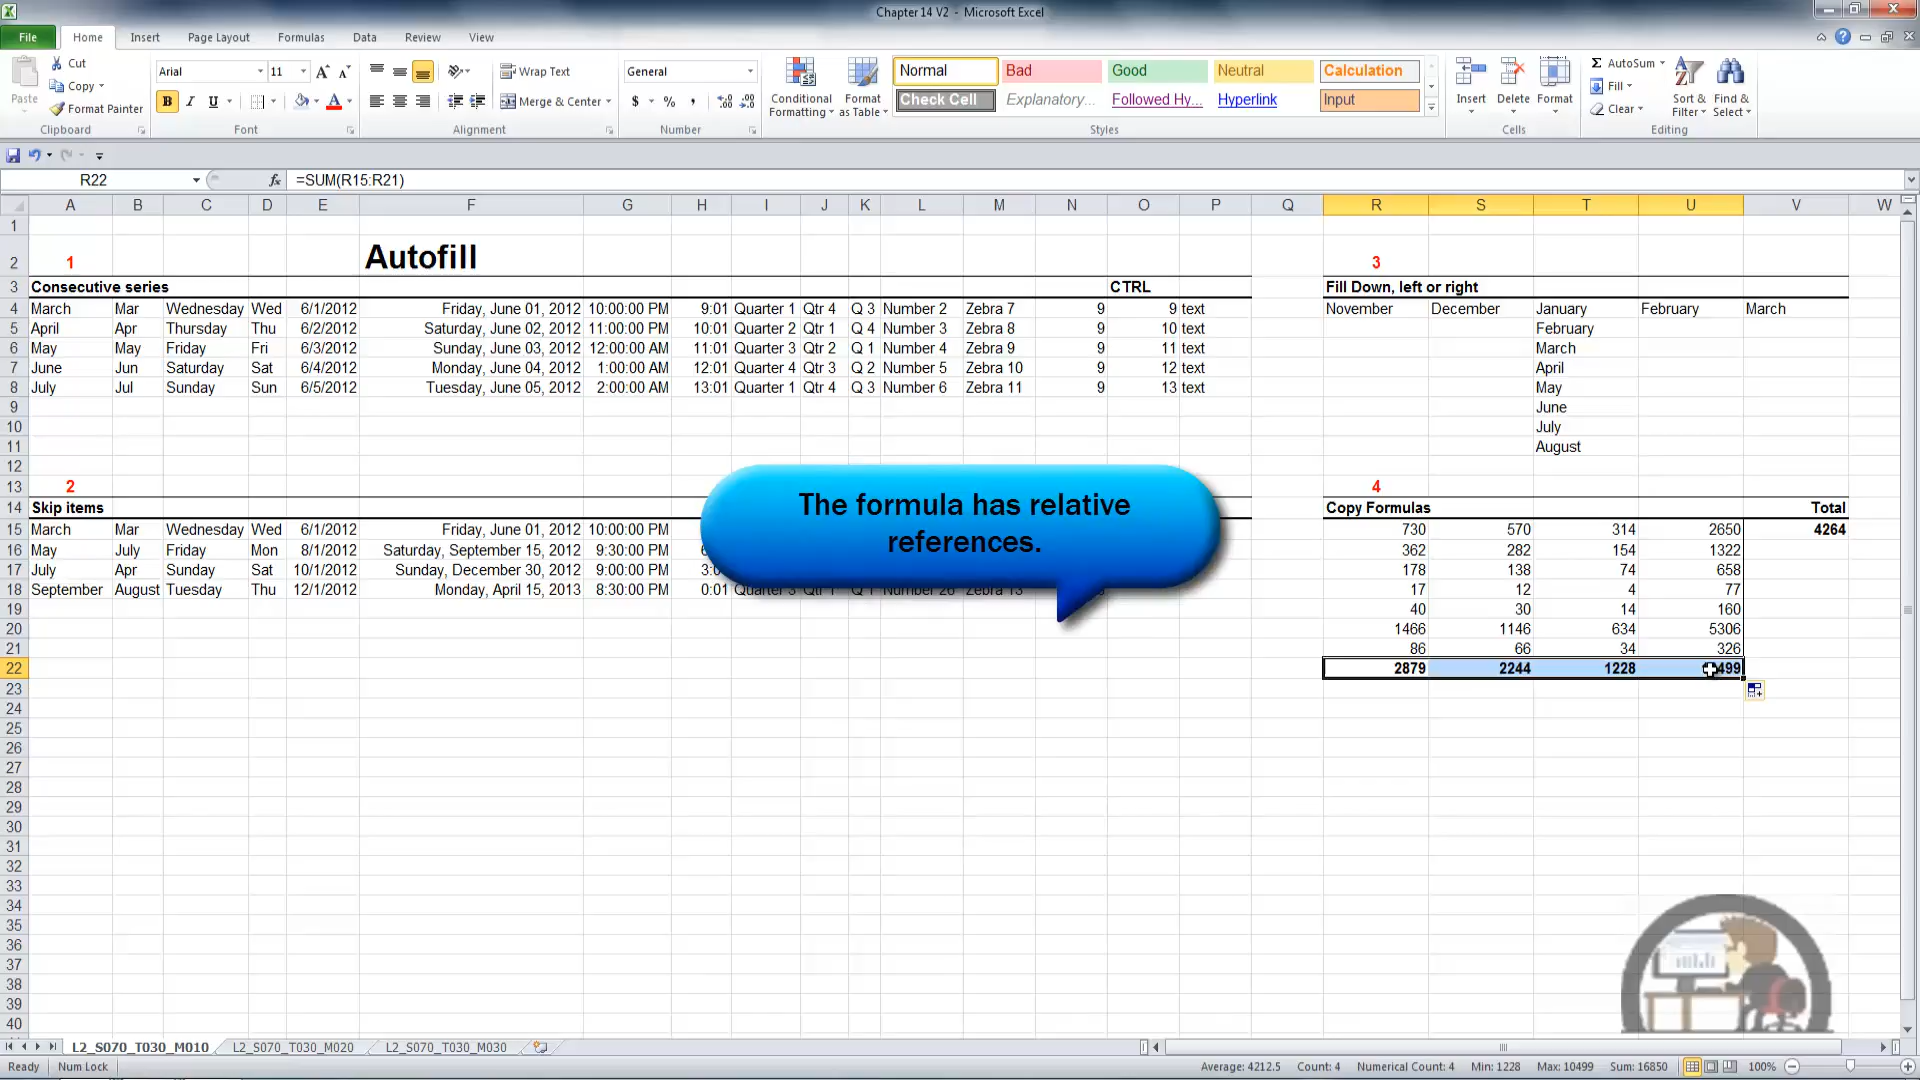 Chapter 14 V2 - Microsoft Excel
File Home Insert Page Layout Formulas Data Review View
Paste
Cut
Copy
Format Painter
Clipboard
Arial 11
B I U
Font
Wrap Text
Merge & Center
Alignment
General
$ % ,
Number
Conditional Formatting
Format as Table
Normal Bad Good Neutral Calculation
Check Cell Explanatory... Followed Hy... Hyperlink Input
Styles
Insert Delete Format
Cells
Σ AutoSum
Fill
Clear
Sort & Filter
Find & Select
Editing
R22 fx =SUM(R15:R21)
A B C D E F G H I J K L M N O P Q R S T U V W
1
2 1 Autofill 3
3 Consecutive series CTRL Fill Down, left or right
4 March Mar Wednesday Wed 6/1/2012 Friday, June 01, 2012 10:00:00 PM 9:01 Quarter 1 Qtr 4 Q 3 Number 2 Zebra 7 9 9 text November December January February March
5 April Apr Thursday Thu 6/2/2012 Saturday, June 02, 2012 11:00:00 PM 10:01 Quarter 2 Qtr 1 Q 4 Number 3 Zebra 8 9 10 text February
6 May May Friday Fri 6/3/2012 Sunday, June 03, 2012 12:00:00 AM 11:01 Quarter 3 Qtr 2 Q 1 Number 4 Zebra 9 9 11 text March
7 June Jun Saturday Sat 6/4/2012 Monday, June 04, 2012 1:00:00 AM 12:01 Quarter 4 Qtr 3 Q 2 Number 5 Zebra 10 9 12 text April
8 July Jul Sunday Sun 6/5/2012 Tuesday, June 05, 2012 2:00:00 AM 13:01 Quarter 1 Qtr 4 Q 3 Number 6 Zebra 11 9 13 text May
9 June
10 July
11 August
12
13 2 4
14 Skip items Copy Formulas Total
15 March Mar Wednesday Wed 6/1/2012 Friday, June 01, 2012 10:00:00 PM 730 570 314 2650 4264
16 May July Friday Mon 8/1/2012 Saturday, September 15, 2012 9:30:00 PM 362 282 154 1322
17 July Apr Sunday Sat 10/1/2012 Sunday, December 30, 2012 9:00:00 PM 178 138 74 658
18 September August Tuesday Thu 12/1/2012 Monday, April 15, 2013 8:30:00 PM 0:01 17 12 4 77
The formula has relative
references.
19 40 30 14 160
20 1466 1146 634 5306
21 86 66 34 326
22 2879 2244 1228
23
24
25
26
27
28
29
30
31
32
33
34
35
36
37
38
39
40
L2_S070_T030_M010 L2_S070_T030_M020 L2_S070_T030_M030
Ready Num Lock Average: 4212.5 Count: 4 Numerical Count: 4 Min: 1228 Max: 10499 Sum: 16850 100%